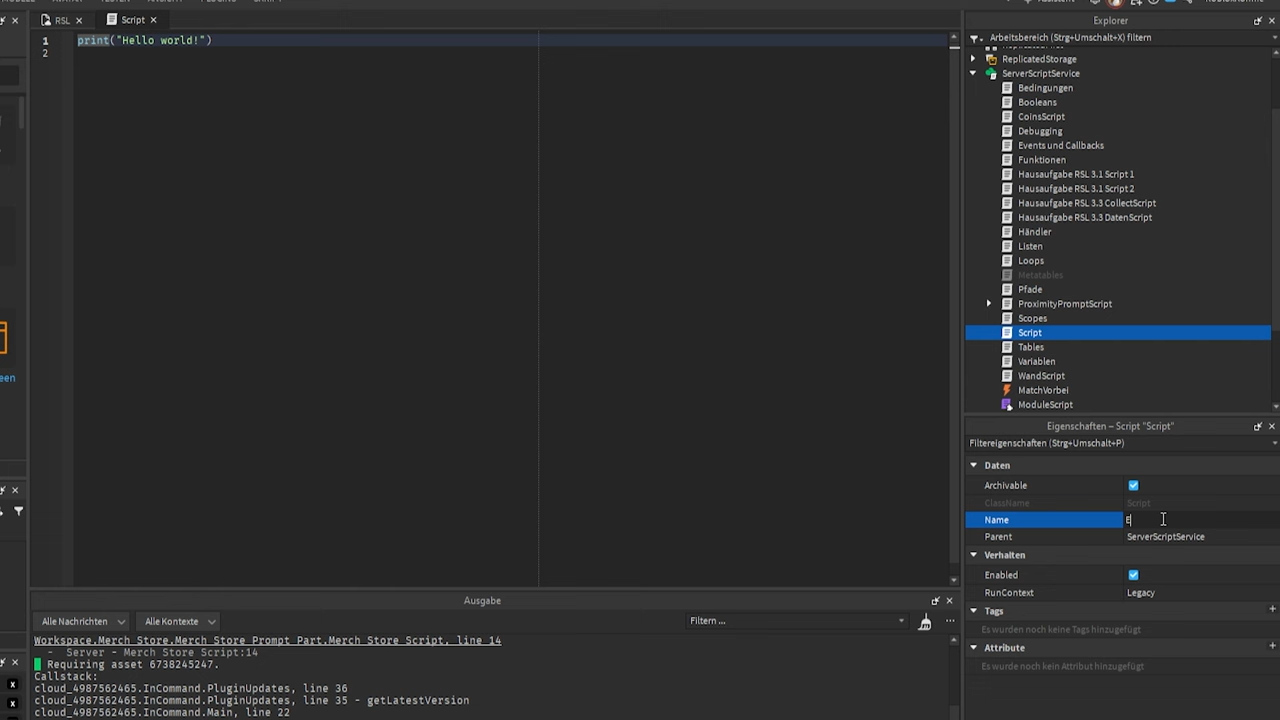 RSL
Script
Explorer
Arbeitsbereich (Strg+Umschalt+X) filtern
1 print("Hello world!")
2
ReplicatedStorage
ServerScriptService
Bedingungen
Booleans
CoinsScript
Debugging
Events und Callbacks
Funktionen
Hausaufgabe RSL 3.1 Script 1
Hausaufgabe RSL 3.1 Script 2
Hausaufgabe RSL 3.3 CollectScript
Hausaufgabe RSL 3.3 DatenScript
Händler
Listen
Loops
Metatables
Pfade
ProximityPromptScript
Scopes
Script
Tables
Variablen
WandScript
MatchVorbei
ModuleScript
een
Eigenschaften – Script "Script"
Filtereigenschaften (Strg+Umschalt+P)
Daten
Archivable
ClassName Script
Name E
Parent ServerScriptService
Verhalten
Enabled
RunContext Legacy
Tags
Es wurden noch keine Tags hinzugefügt
Attribute
Es wurde noch kein Attribut hinzugefügt
Ausgabe
Alle Nachrichten Alle Kontexte Filtern ...
Workspace.Merch Store.Merch Store Prompt Part.Merch Store Script, line 14
- Server - Merch Store Script:14
Requiring asset 6738245247.
Callstack:
cloud_4987562465.InCommand.PluginUpdates, line 36
cloud_4987562465.InCommand.PluginUpdates, line 35 - getLatestVersion
cloud_4987562465.InCommand.Main, line 22